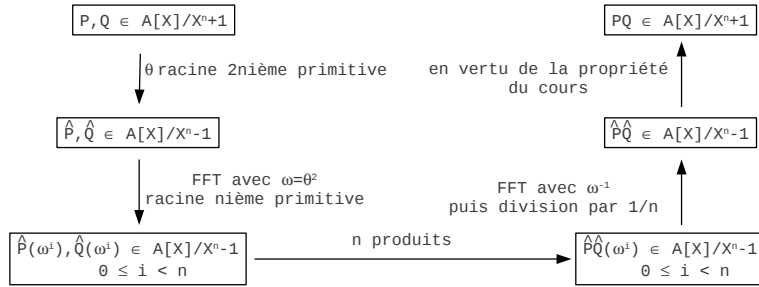 P,Q ∈ A[X]/Xⁿ+1
PQ ∈ A[X]/Xⁿ+1
θ racine 2nième primitive
en vertu de la propriété
du cours
P̂,Q̂ ∈ A[X]/Xⁿ-1
P̂Q̂ ∈ A[X]/Xⁿ-1
FFT avec ω=θ²
racine nième primitive
FFT avec ω⁻¹
puis division par 1/n
P̂(ωⁱ),Q̂(ωⁱ) ∈ A[X]/Xⁿ-1
0 ≤ i < n
n produits
P̂Q̂(ωⁱ) ∈ A[X]/Xⁿ-1
0 ≤ i < n